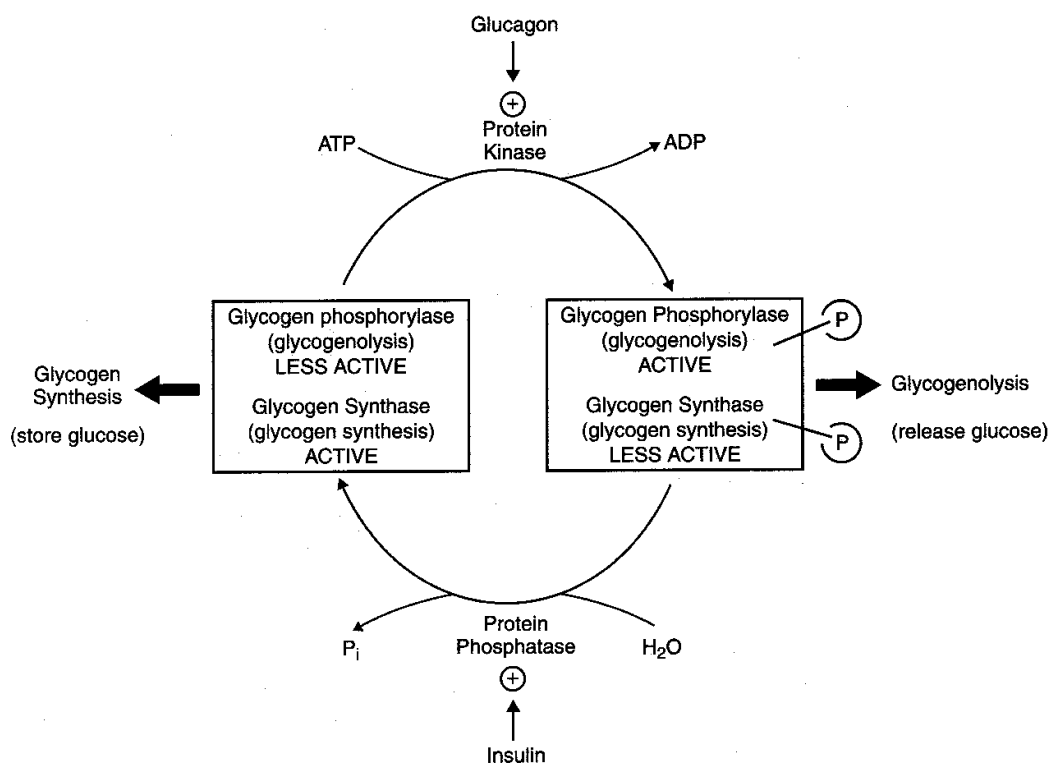 Glucagon
+
Protein
Kinase
ATP
ADP
Glycogen phosphorylase
(glycogenolysis)
LESS ACTIVE
Glycogen Synthase
(glycogen synthesis)
ACTIVE
Glycogen Phosphorylase
(glycogenolysis)
ACTIVE
Glycogen Synthase
(glycogen synthesis)
LESS ACTIVE
P
P
Glycogen
Synthesis
(store glucose)
Glycogenolysis
(release glucose)
Pi
Protein
Phosphatase
H2O
+
Insulin